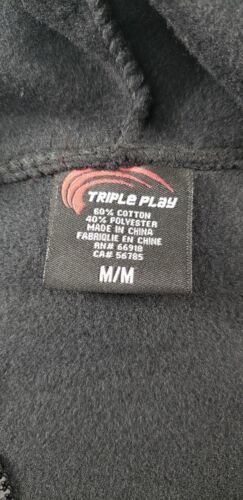 TRIPLE PLAY
60% COTTON
40% POLYESTER
MADE IN CHINA
FABRIQUE EN CHINE
RN# 66918
CA# 56785
M/M